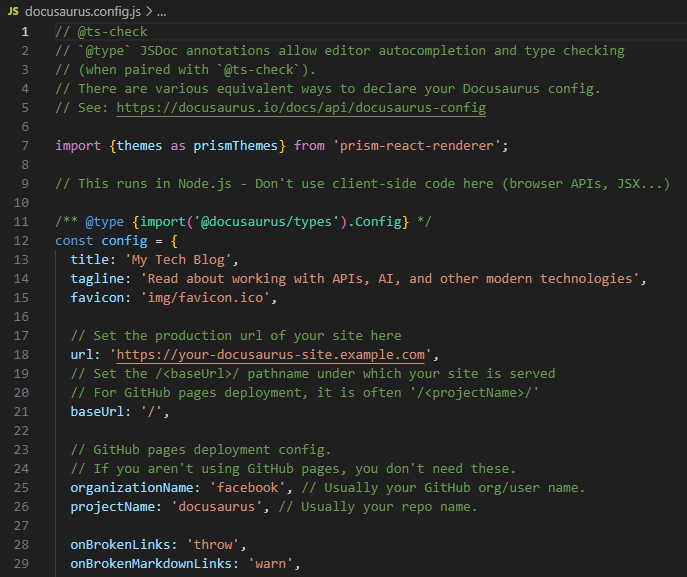 JS docusaurus.config.js > ...
1 // @ts-check
2 // `@type` JSDoc annotations allow editor autocompletion and type checking
3 // (when paired with `@ts-check`).
4 // There are various equivalent ways to declare your Docusaurus config.
5 // See: https://docusaurus.io/docs/api/docusaurus-config
6
7 import {themes as prismThemes} from 'prism-react-renderer';
8
9 // This runs in Node.js - Don't use client-side code here (browser APIs, JSX...)
10
11 /** @type {import('@docusaurus/types').Config} */
12 const config = {
13   title: 'My Tech Blog',
14   tagline: 'Read about working with APIs, AI, and other modern technologies',
15   favicon: 'img/favicon.ico',
16
17   // Set the production url of your site here
18   url: 'https://your-docusaurus-site.example.com',
19   // Set the /<baseUrl>/ pathname under which your site is served
20   // For GitHub pages deployment, it is often '/<projectName>/'
21   baseUrl: '/',
22
23   // GitHub pages deployment config.
24   // If you aren't using GitHub pages, you don't need these.
25   organizationName: 'facebook', // Usually your GitHub org/user name.
26   projectName: 'docusaurus', // Usually your repo name.
27
28   onBrokenLinks: 'throw',
29   onBrokenMarkdownLinks: 'warn',